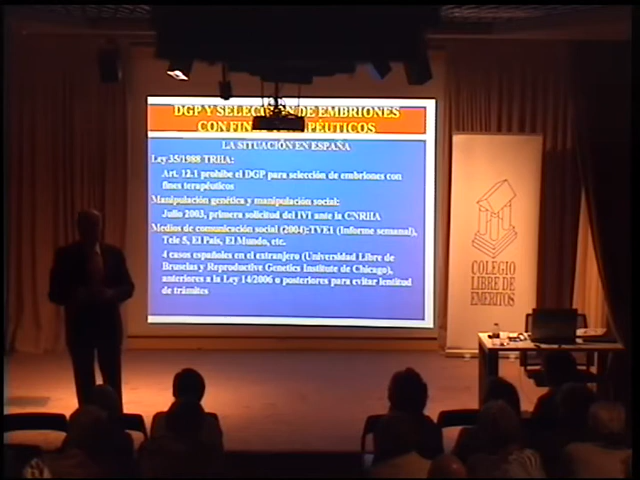 DGP Y SELECCIÓN DE EMBRIONES
CON FINES TERAPÉUTICOS
LA SITUACIÓN EN ESPAÑA
Ley 35/1988 TRHA:
Art. 12.1 prohíbe el DGP para selección de embriones con
fines terapéuticos
Manipulación genética y manipulación social:
Julio 2003, primera solicitud del IVI ante la CNRHA
Medios de comunicación social (2004): TVE1 (Informe semanal),
Tele 5, El País, El Mundo, etc.
4 casos españoles en el extranjero (Universidad Libre de
Bruselas y Reproductive Genetics Institute de Chicago),
anteriores a la Ley 14/2006 o posteriores para evitar lentitud
de trámites
COLEGIO
LIBRE DE
EMERITOS